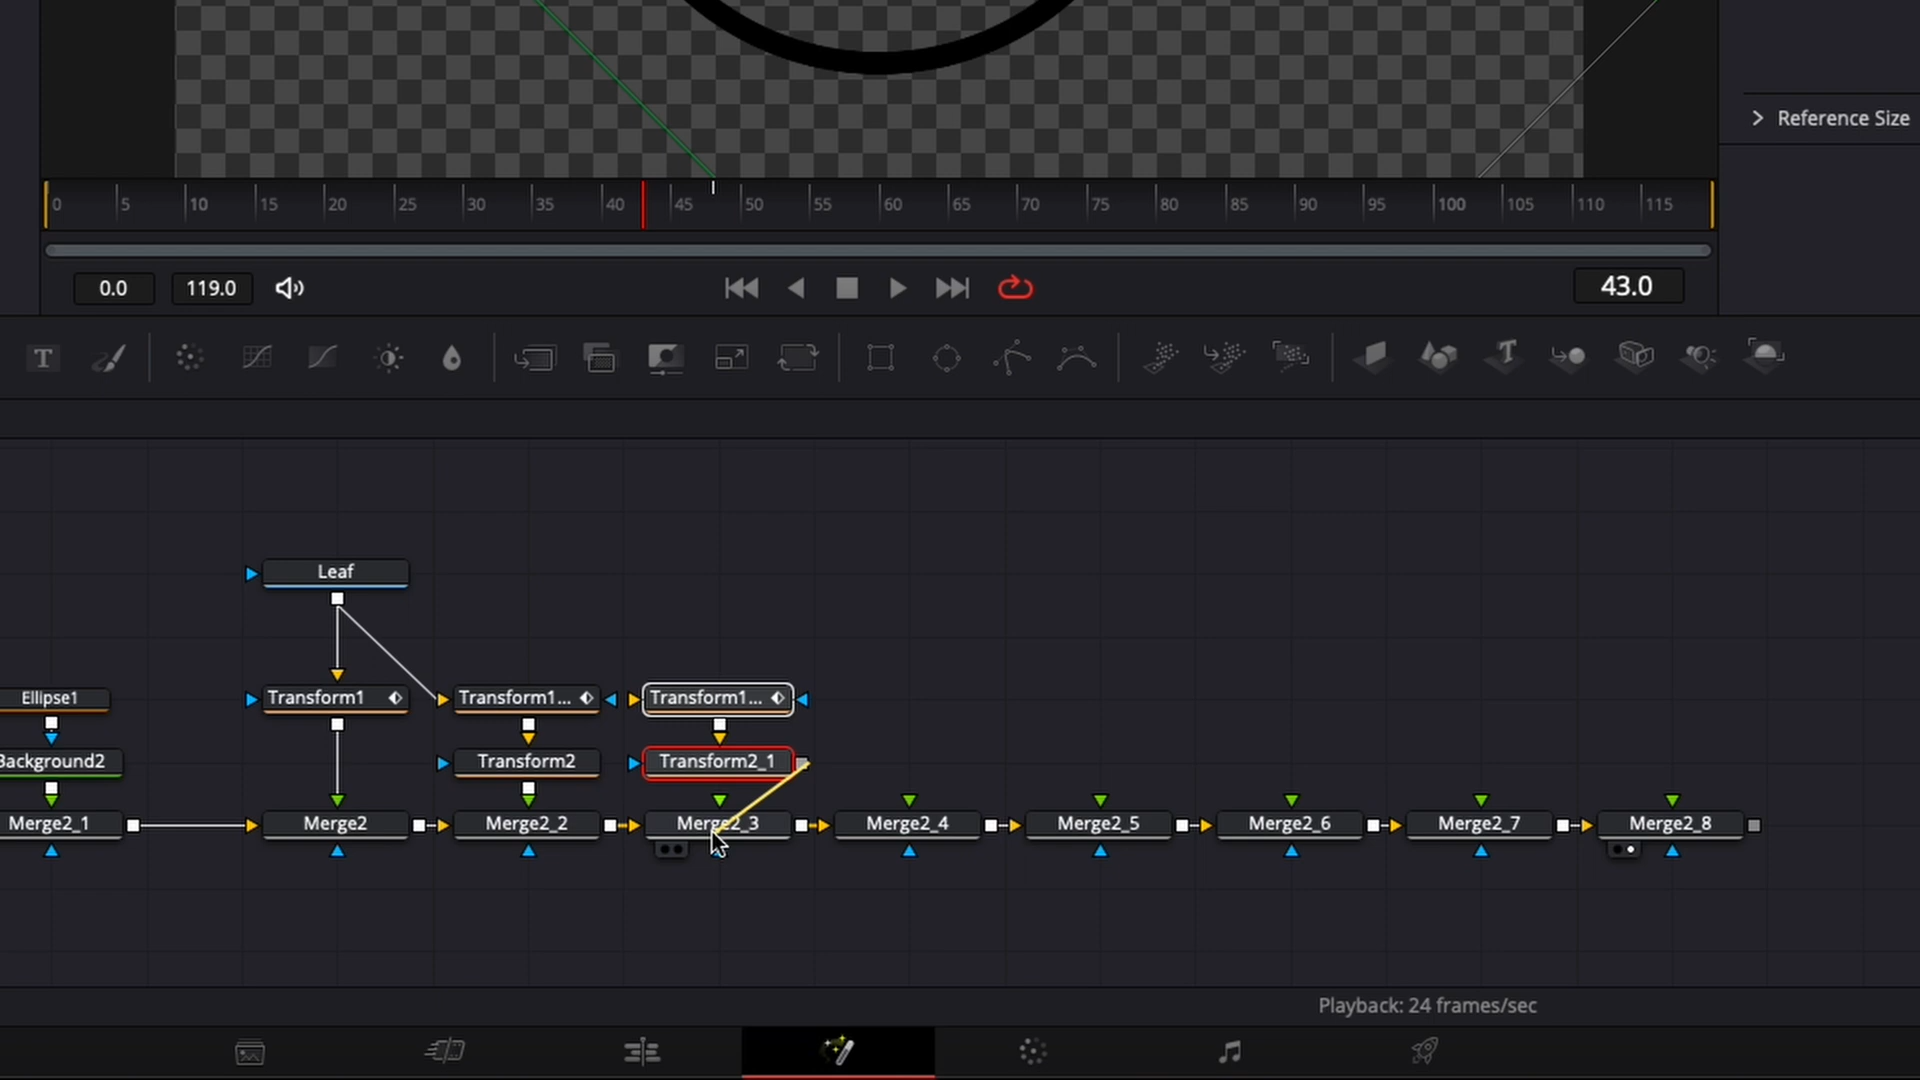 Reference Size
0 5 10 15 20 25 30 35 40 45 50 55 60 65 70 75 80 85 90 95 100 105 110 115
0.0 119.0 43.0
T T
Leaf
Ellipse1 Transform1 Transform1... Transform1...
Background2 Transform2 Transform2_1
Merge2_1 Merge2 Merge2_2 Merge2_3 Merge2_4 Merge2_5 Merge2_6 Merge2_7 Merge2_8
Playback: 24 frames/sec